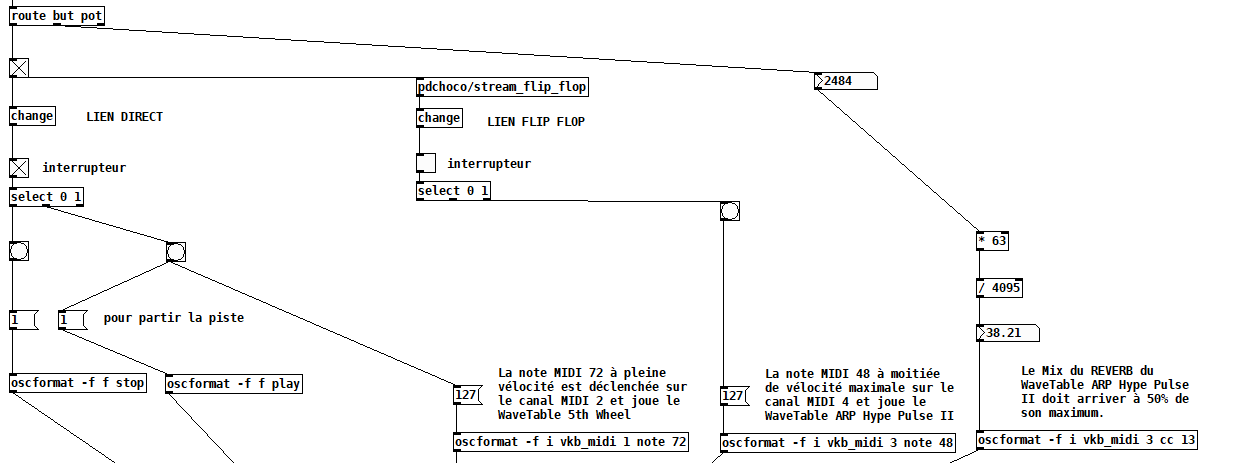 route but pot
2484
pdchoco/stream_flip_flop
change
LIEN DIRECT
change
LIEN FLIP FLOP
interrupteur
interrupteur
select 0 1
select 0 1
* 63
/ 4095
1
1
pour partir la piste
38.21
oscformat -f f stop
oscformat -f f play
127
La note MIDI 72 à pleine
vélocité est déclenchée sur
le canal MIDI 2 et joue le
WaveTable 5th Wheel
oscformat -f i vkb_midi 1 note 72
127
La note MIDI 48 à moitiée
de vélocité maximale sur le
canal MIDI 4 et joue le
WaveTable ARP Hype Pulse II
oscformat -f i vkb_midi 3 note 48
Le Mix du REVERB du
WaveTable ARP Hype Pulse
II doit arriver à 50% de
son maximum.
oscformat -f i vkb_midi 3 cc 13